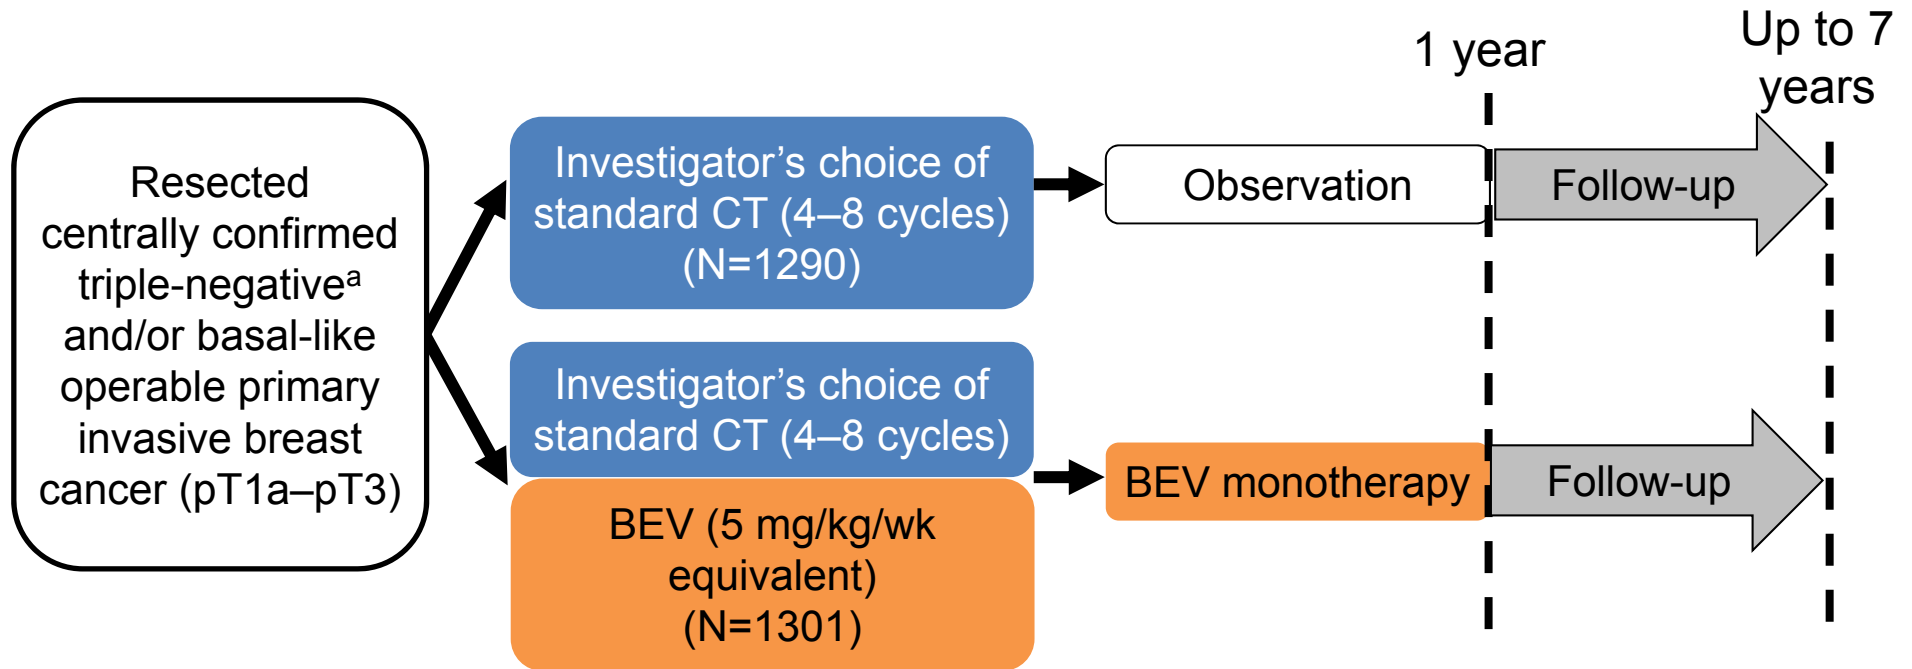 1 year
Up to 7
years
Resected
centrally confirmed
triple-negativeᵃ
and/or basal-like
operable primary
invasive breast
cancer (pT1a–pT3)
Investigator’s choice of
standard CT (4–8 cycles)
(N=1290)
Observation
Follow-up
Investigator’s choice of
standard CT (4–8 cycles)
BEV (5 mg/kg/wk
equivalent)
(N=1301)
BEV monotherapy
Follow-up